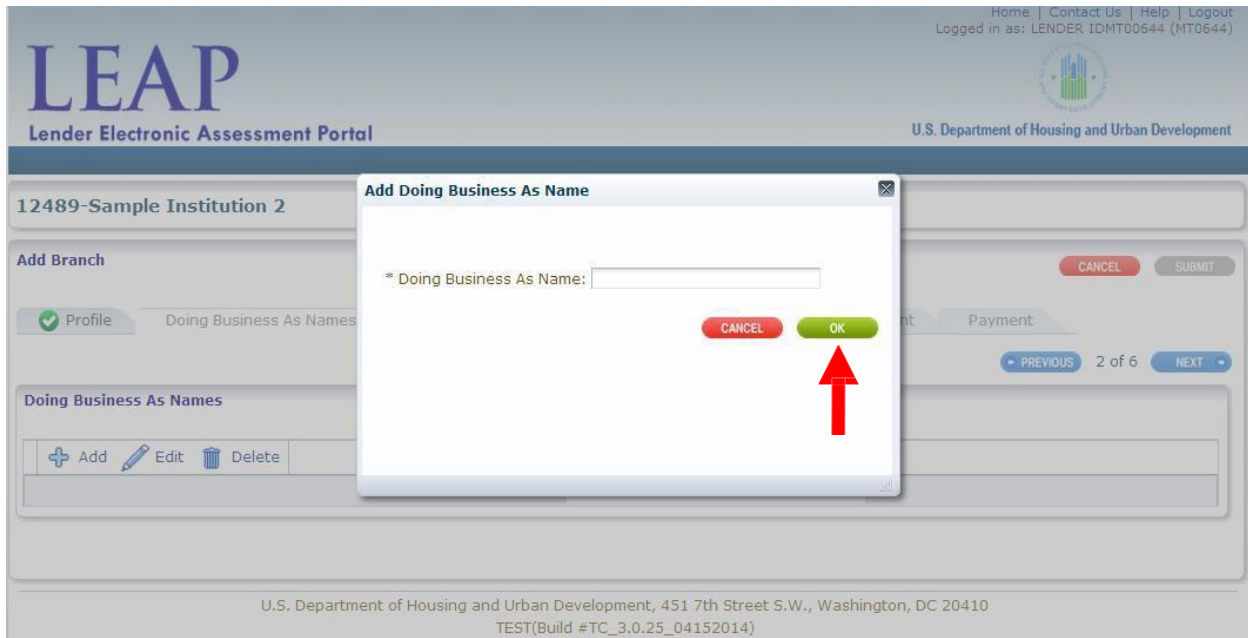 Home | Contact Us | Help | Logout
Logged in as: LENDER IDMT00644 (MT0644)
LEAP
Lender Electronic Assessment Portal
U.S. Department of Housing and Urban Development
12489-Sample Institution 2
Add Doing Business As Name
* Doing Business As Name:
CANCEL OK
Add Branch
CANCEL SUBMIT
Profile Doing Business As Names Payment
PREVIOUS 2 of 6 NEXT
Doing Business As Names
Add Edit Delete
U.S. Department of Housing and Urban Development, 451 7th Street S.W., Washington, DC 20410
TEST(Build #TC_3.0.25_04152014)